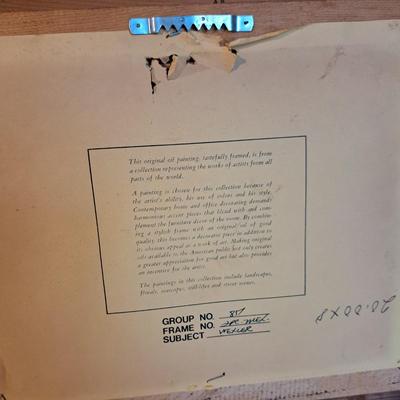 This original oil painting, tastefully framed, is from
a collection representing the works of artists from all
parts of the world.
A painting is chosen for this collection because of
the artist's ability, his use of colors and his style.
Contemporary home and office decorating demands
harmonious accent pieces that blend with and com-
plement the furniture decor of the room. By combin-
ing a stylish frame with an original oil of good
quality, this becomes a decorator piece in addition to
its obvious appeal as a work of art. Making original
oils available to the American public not only creates
a greater appreciation for good art but also provides
an incentive for the artist.
The paintings in this collection include landscapes,
florals, seascapes, still-lifes and street scenes.
GROUP NO. 817
FRAME NO.
SUBJECT
20.00X8